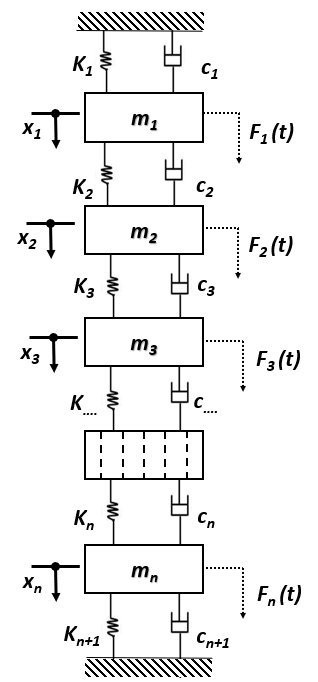 K1 c1
m1
x1 F1 (t)
K2 c2
m2
x2 F2 (t)
K3 c3
m3
x3 F3 (t)
K.... c....
Kn cn
mn
xn Fn (t)
Kn+1 cn+1